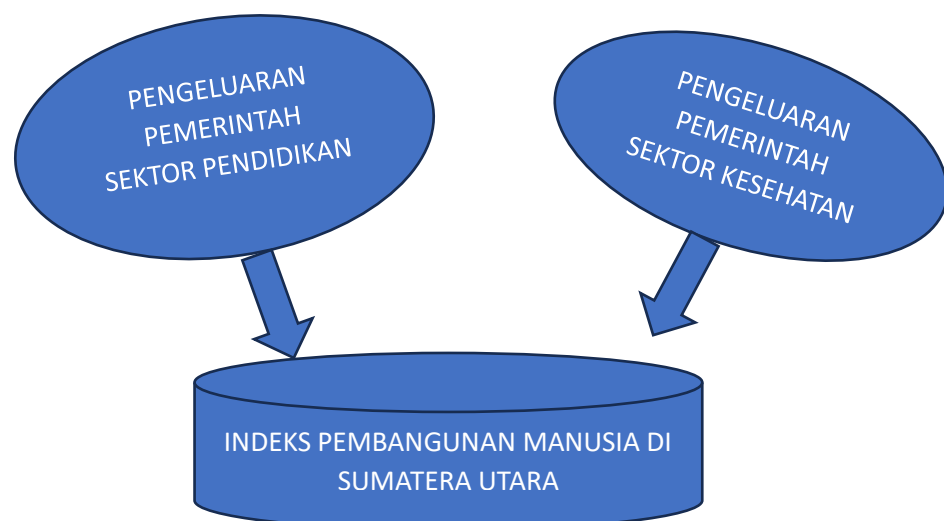 PENGELUARAN
PEMERINTAH
SEKTOR PENDIDIKAN
PENGELUARAN
PEMERINTAH
SEKTOR KESEHATAN
INDEKS PEMBANGUNAN MANUSIA DI
SUMATERA UTARA